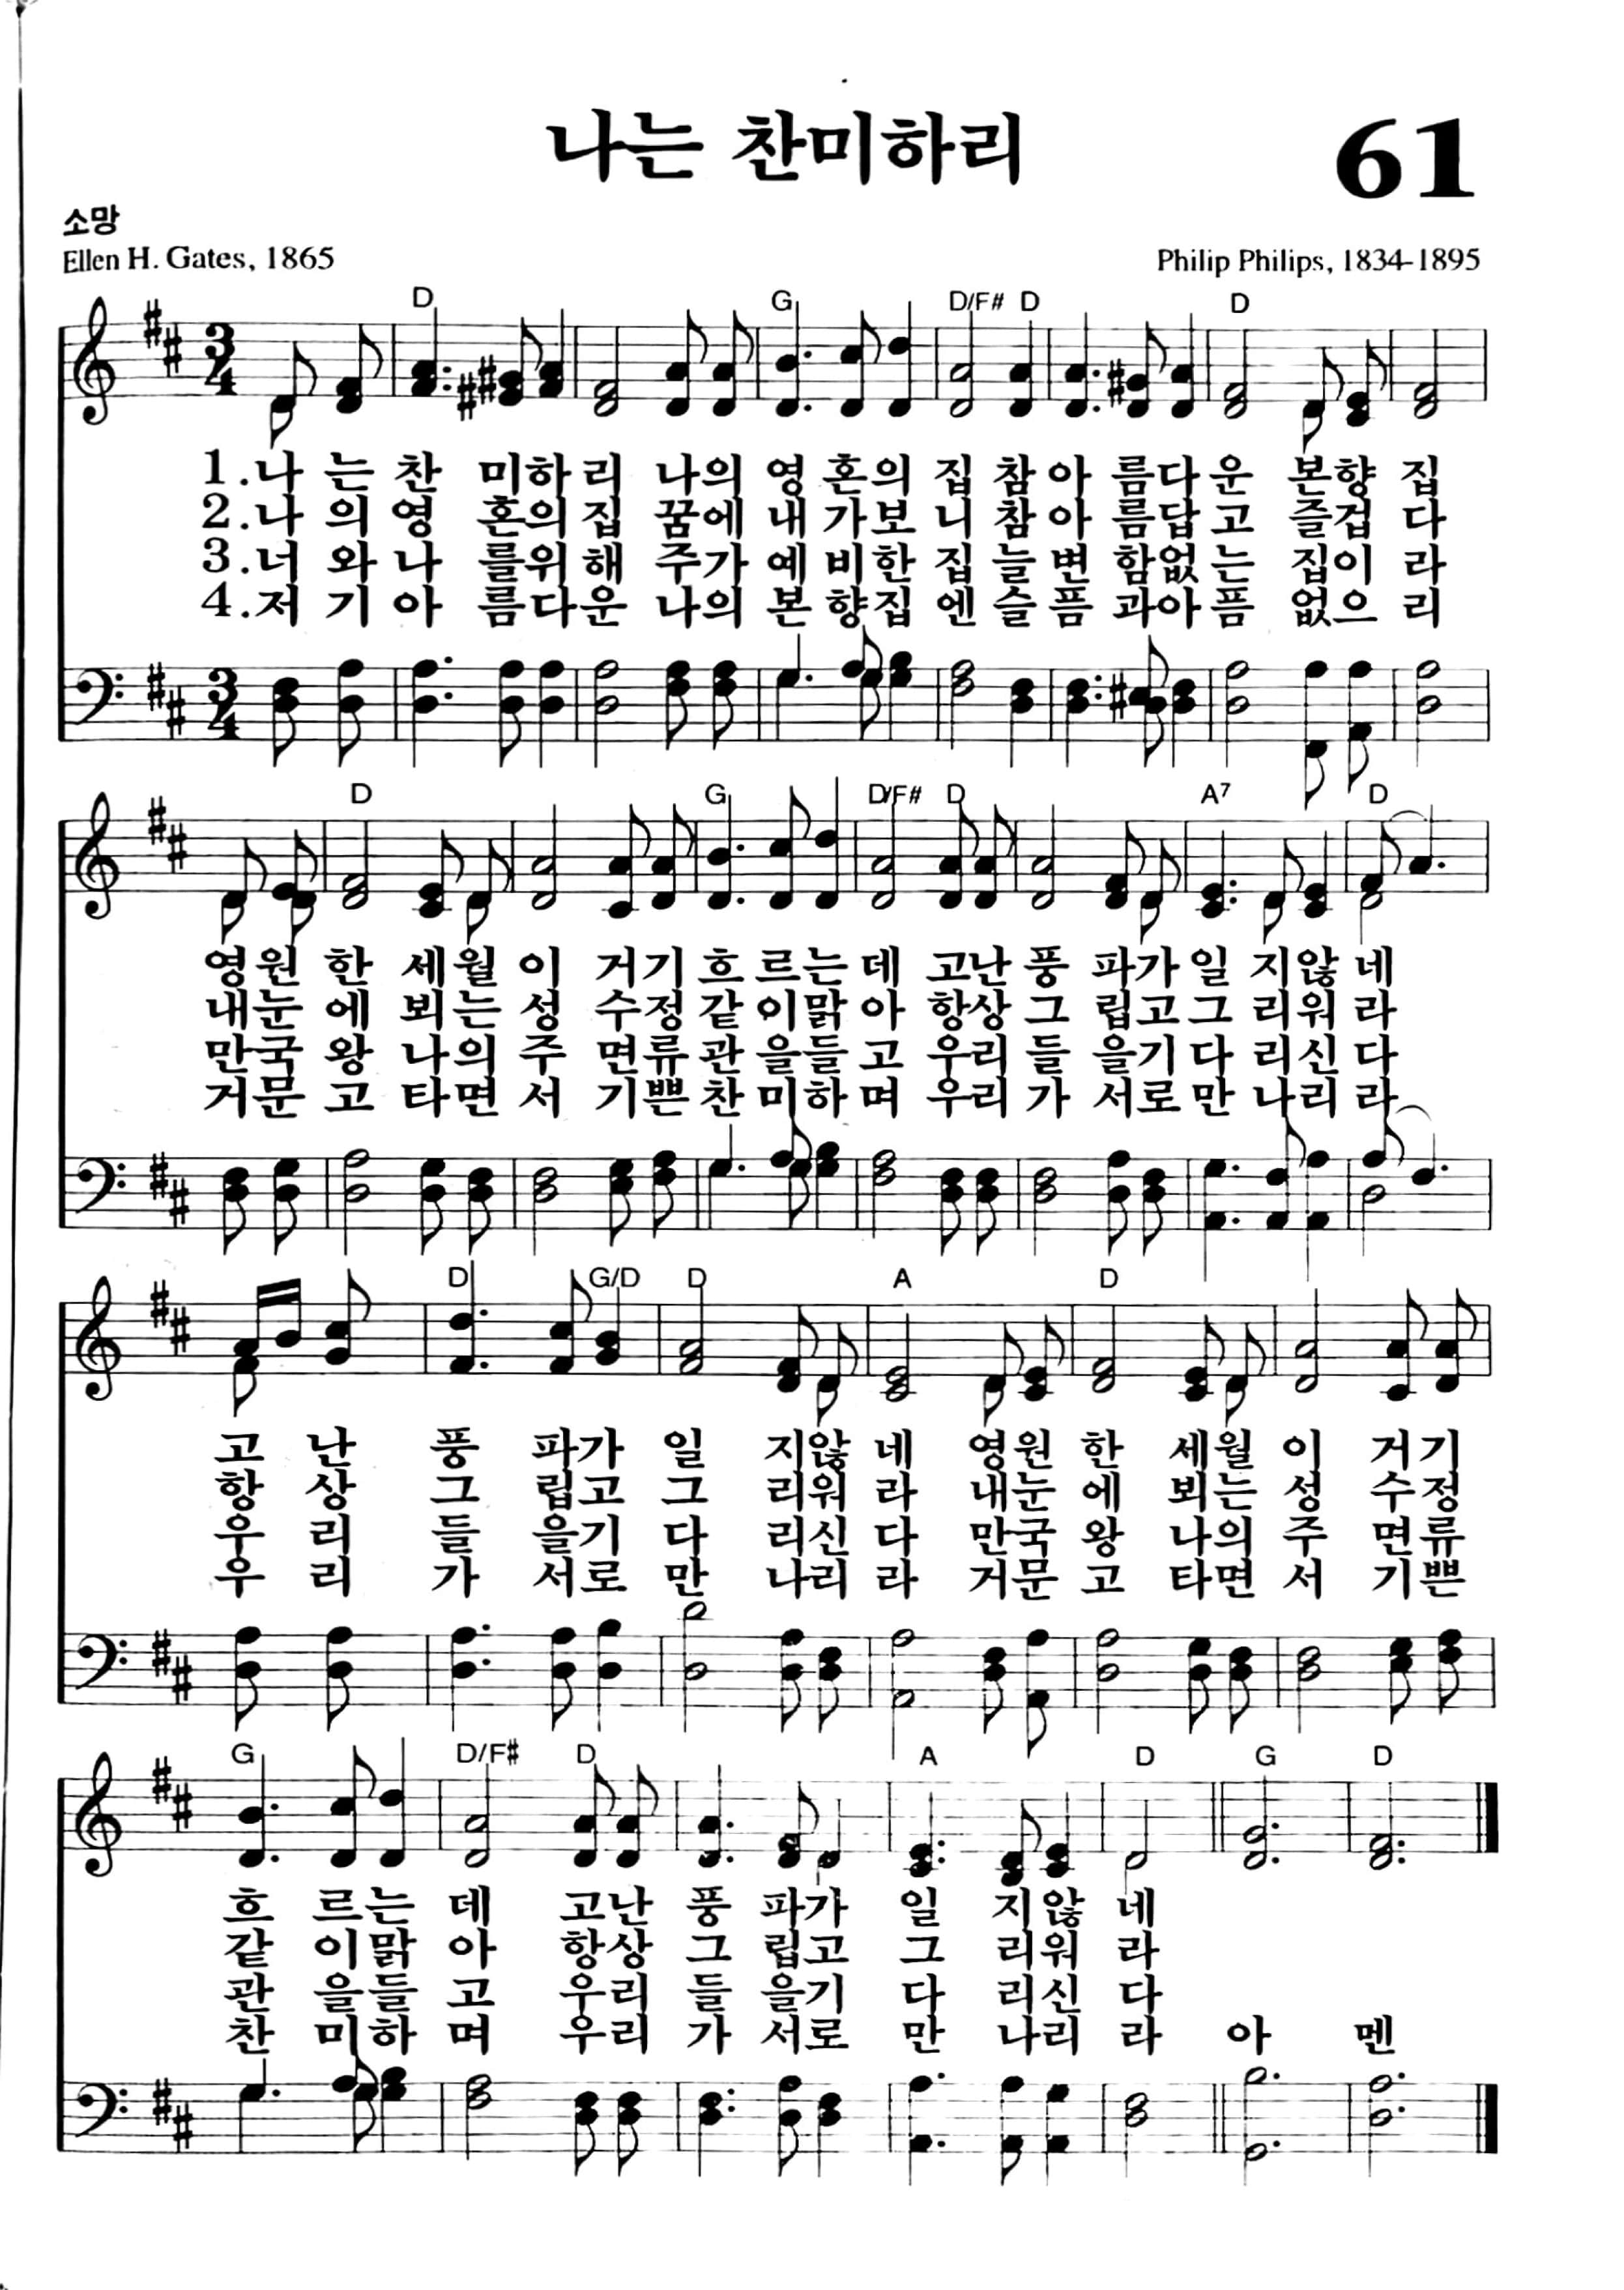 나는 찬미하리
61
소망
Ellen H. Gates, 1865
Philip Philips, 1834-1895
D G D/F# D D
1.나 는 찬 미하 리 나의 영 혼의 집 참 아 름다 운 본향 집
2.나 의 영 혼의 집 꿈에 내 가보 니 참 아 름답 고 즐겁 다
3.너 와 나 를위 해 주가 예 비한 집 늘 변 함없 는 집이 라
4.저 기 아 름다 운 나의 본 향집 엔 슬 픔 과아 픔 없으 리
D G D/F# D A7 D
영원 한 세월 이 거기 흐 르는 데 고난 풍 파가 일 지않 네
내눈 에 뵈는 성 수정 같 이맑 아 항상 그 립고 그 리워 라
만국 왕 나의 주 면류 관 을들 고 우리 들 을기 다 리신 다
거문 고 타면 서 기쁜 찬 미하 며 우리 가 서로 만 나리 라
D G/D D A D
고 난 풍 파가 일 지않 네 영원 한 세월 이 거기
항 상 그 립고 그 리워 라 내눈 에 뵈는 성 수정
우 리 들 을기 다 리신 다 만국 왕 나의 주 면류
우 리 가 서로 만 나리 라 거문 고 타면 서 기쁜
G D/F# D A D G D
흐 르는 데 고난 풍 파가 일 지않 네
같 이맑 아 항상 그 립고 그 리워 라
관 을들 고 우리 들 을기 다 리신 다
찬 미하 며 우리 가 서로 만 나리 라 아 멘